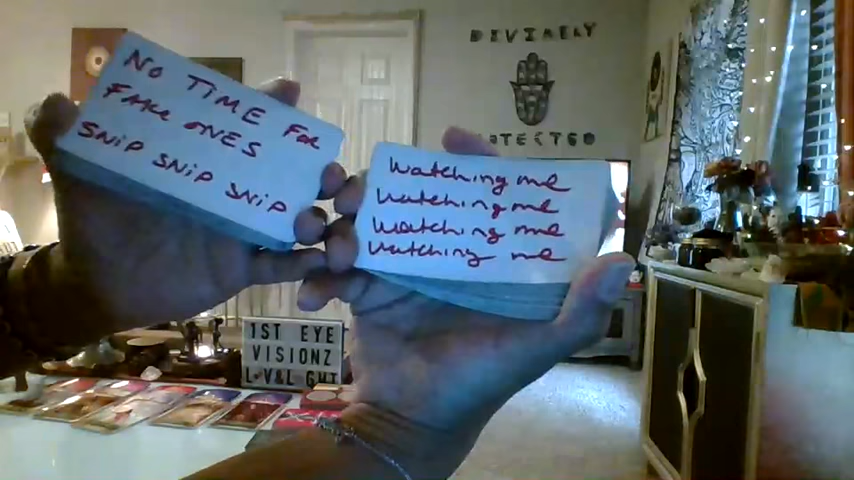 No TIME For
FAKE ONES
SNiP SNiP SNiP
Watching me
Watching me
Watching me
Watching me
DIVINELY
PROTECTED
1ST EYE
VISIONZ